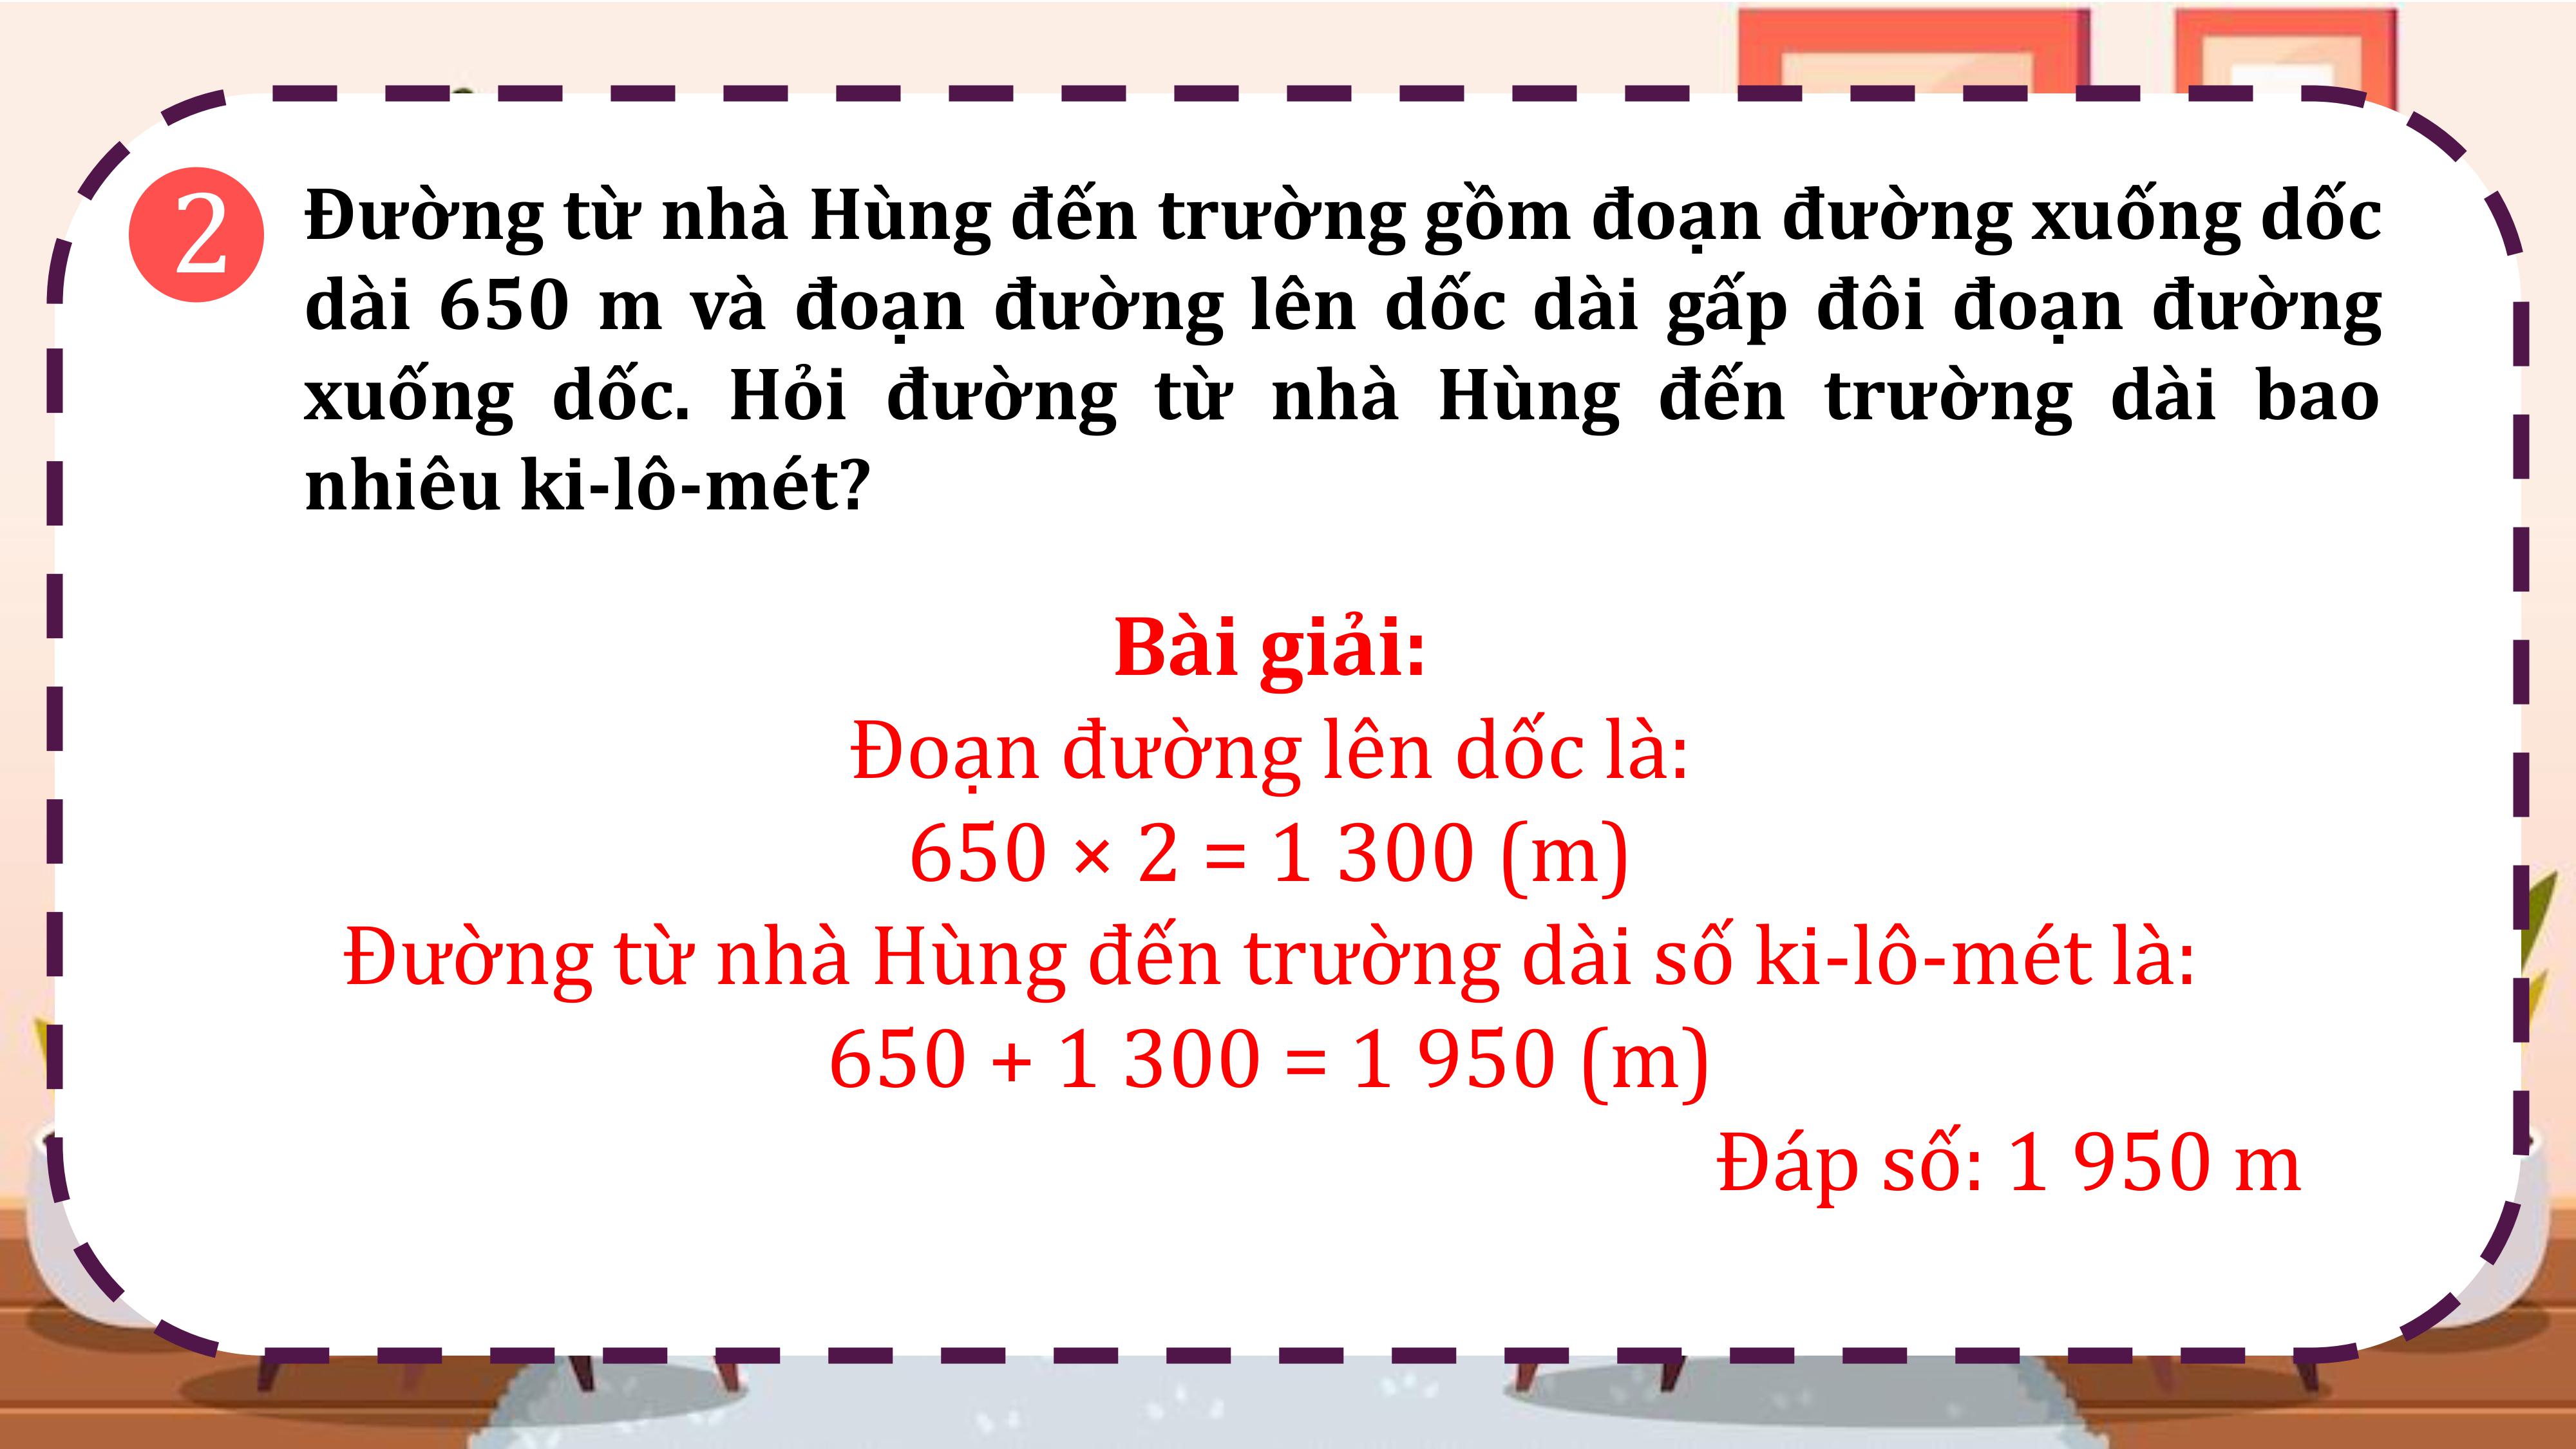 2
Đường từ nhà Hùng đến trường gồm đoạn đường xuống dốc
dài 650 m và đoạn đường lên dốc dài gấp đôi đoạn đường
xuống dốc. Hỏi đường từ nhà Hùng đến trường dài bao
nhiêu ki-lô-mét?
Bài giải:
Đoạn đường lên dốc là:
650 × 2 = 1 300 (m)
Đường từ nhà Hùng đến trường dài số ki-lô-mét là:
650 + 1 300 = 1 950 (m)
Đáp số: 1 950 m